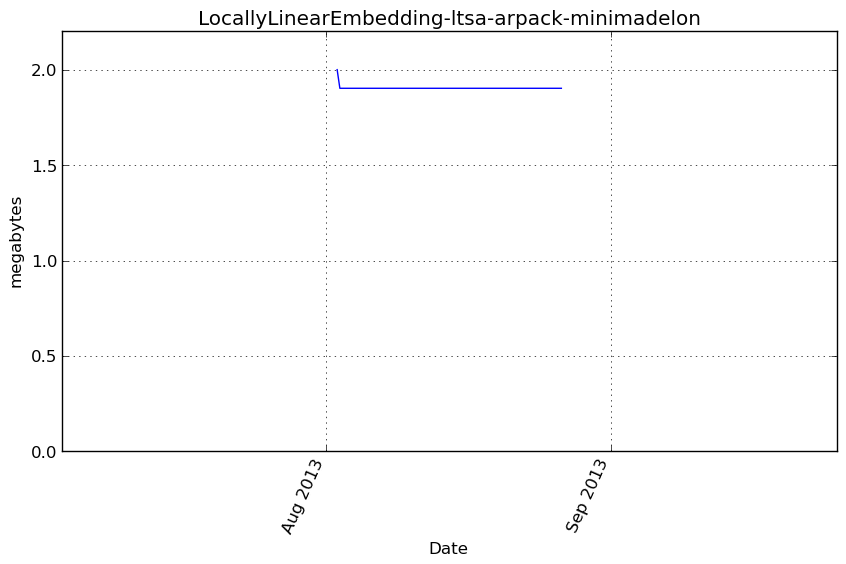 LocallyLinearEmbedding-ltsa-arpack-minimadelon
2.0
1.5
1.0
0.5
0.0
megabytes
Aug 2013
Sep 2013
Date